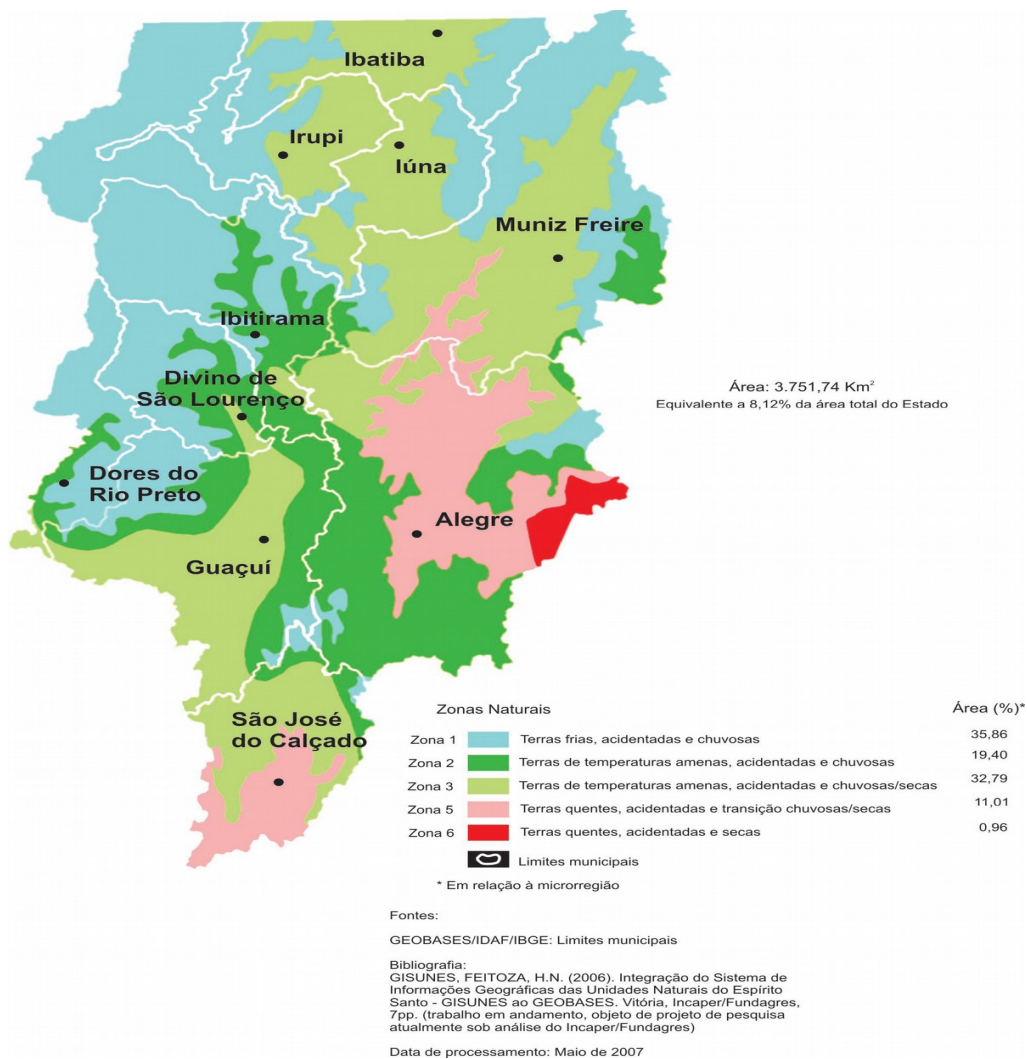 Ibatiba
Irupi
Iúna
Muniz Freire
Ibitirama
Divino de
São Lourenço
Dores do
Rio Preto
Alegre
Guaçuí
São José
do Calçado
Área: 3.751,74 Km²
Equivalente a 8,12% da área total do Estado
Zonas Naturais Área (%)*
Zona 1 Terras frias, acidentadas e chuvosas 35,86
Zona 2 Terras de temperaturas amenas, acidentadas e chuvosas 19,40
Zona 3 Terras de temperaturas amenas, acidentadas e chuvosas/secas 32,79
Zona 5 Terras quentes, acidentadas e transição chuvosas/secas 11,01
Zona 6 Terras quentes, acidentadas e secas 0,96
Limites municipais
* Em relação à microrregião
Fontes:
GEOBASES/IDAF/IBGE: Limites municipais
Bibliografia:
GISUNES, FEITOZA, H.N. (2006). Integração do Sistema de
Informações Geográficas das Unidades Naturais do Espírito
Santo - GISUNES ao GEOBASES. Vitória, Incaper/Fundagres,
7pp. (trabalho em andamento, objeto de projeto de pesquisa
atualmente sob análise do Incaper/Fundagres)
Data de processamento: Maio de 2007